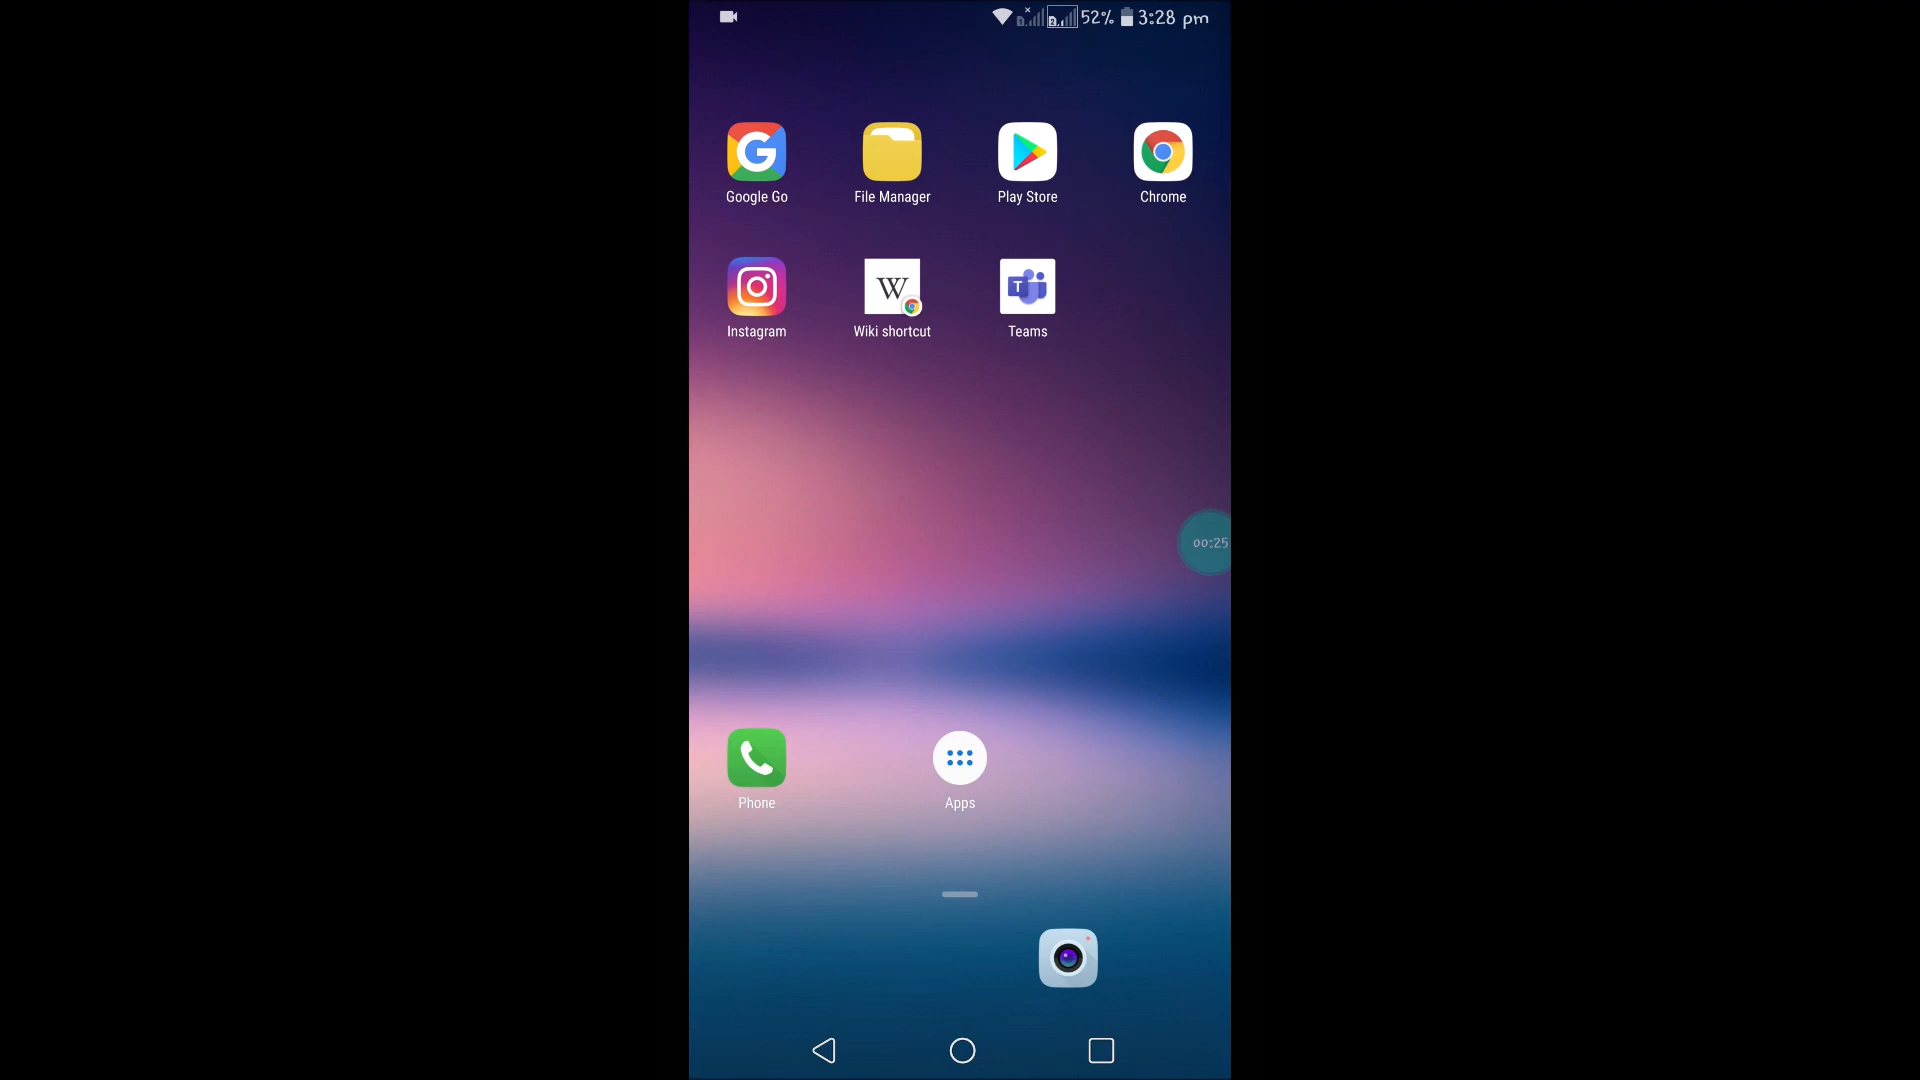 52% 3:28 pm
Google Go
File Manager
Play Store
Chrome
W
T
Instagram
Wiki shortcut
Teams
00:25
Phone
Apps